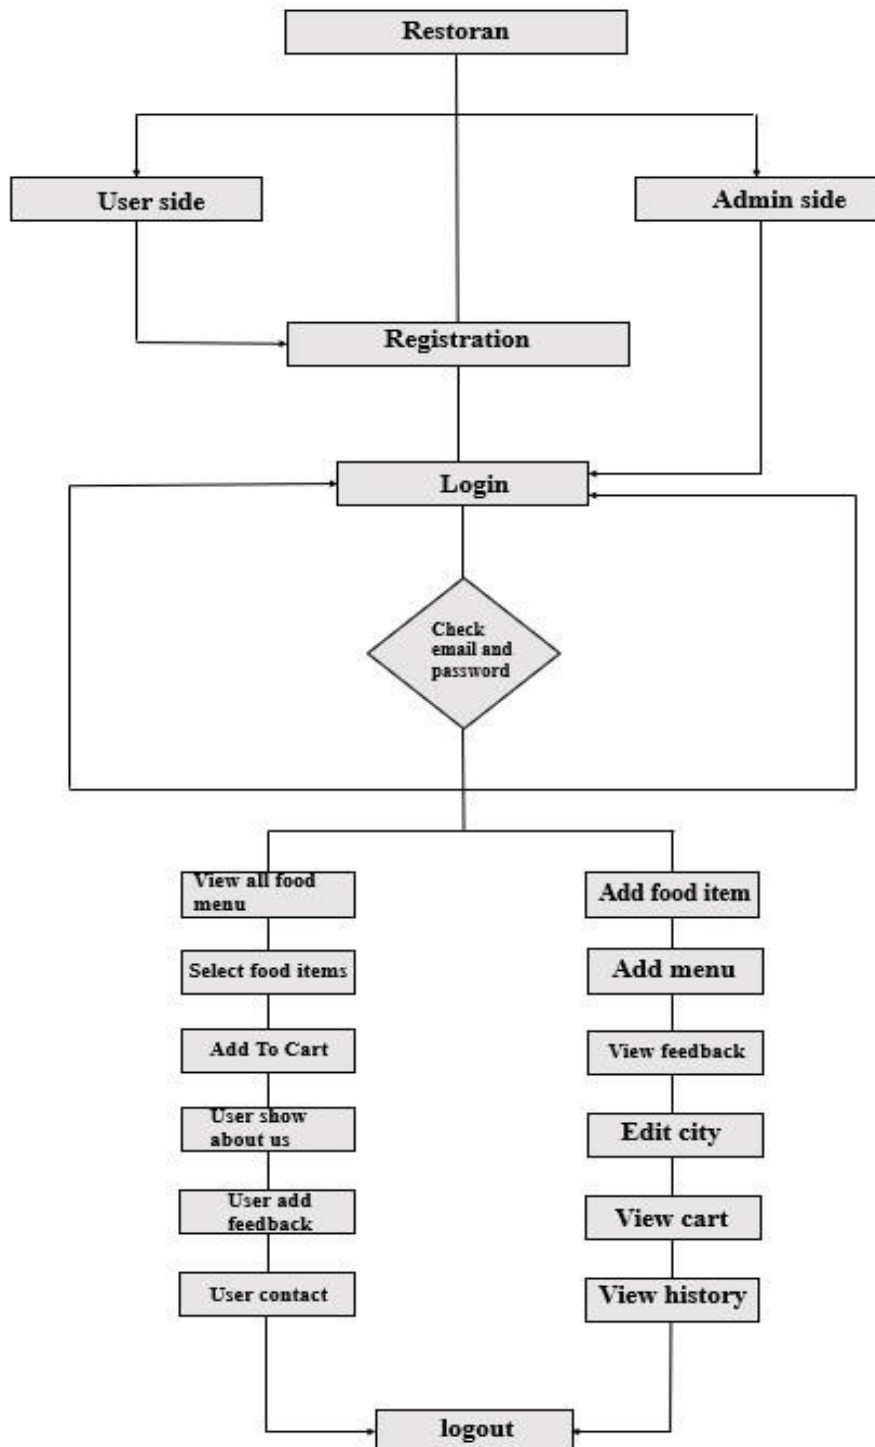 Restoran
User side
Admin side
Registration
Login
Check
email and
password
View all food
menu
Select food items
Add To Cart
User show
about us
User add
feedback
User contact
Add food item
Add menu
View feedback
Edit city
View cart
View history
logout